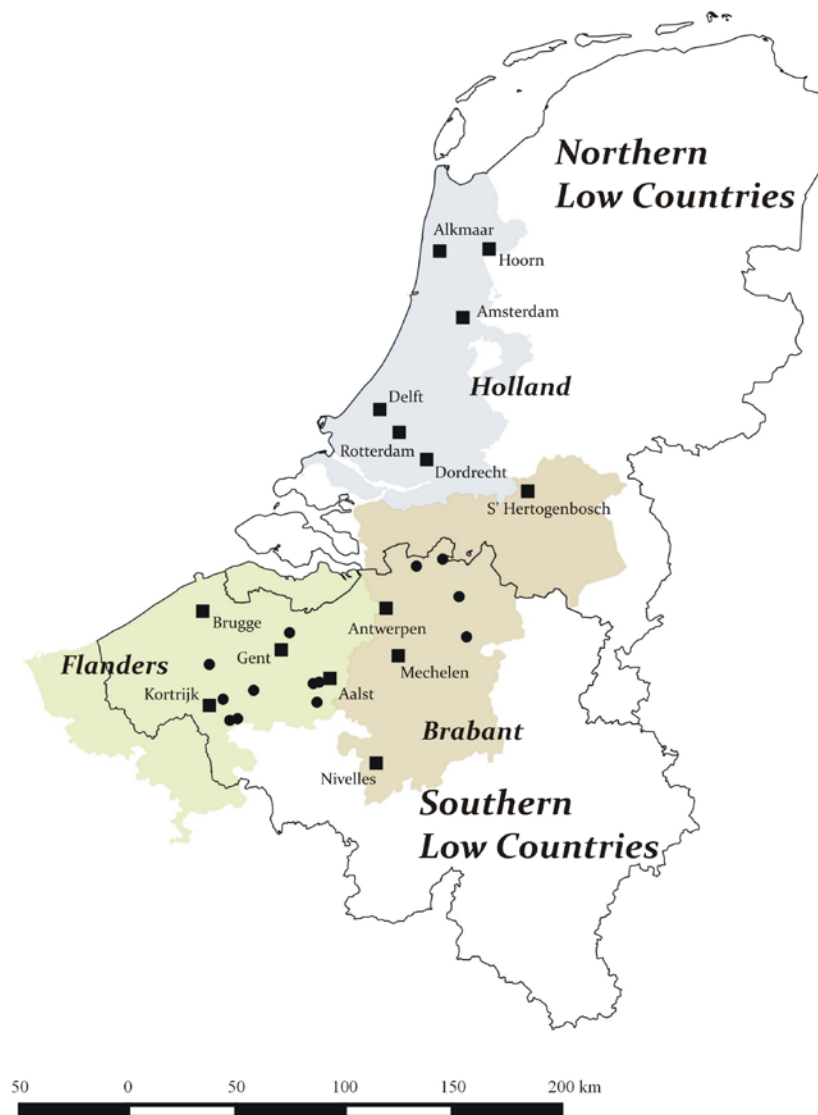 Northern
Low Countries
Alkmaar
Hoorn
Amsterdam
Holland
Delft
Rotterdam
Dordrecht
S' Hertogenbosch
Brugge
Antwerpen
Gent
Flanders
Mechelen
Kortrijk
Aalst
Brabant
Nivelles
Southern
Low Countries
50 0 50 100 150 200 km